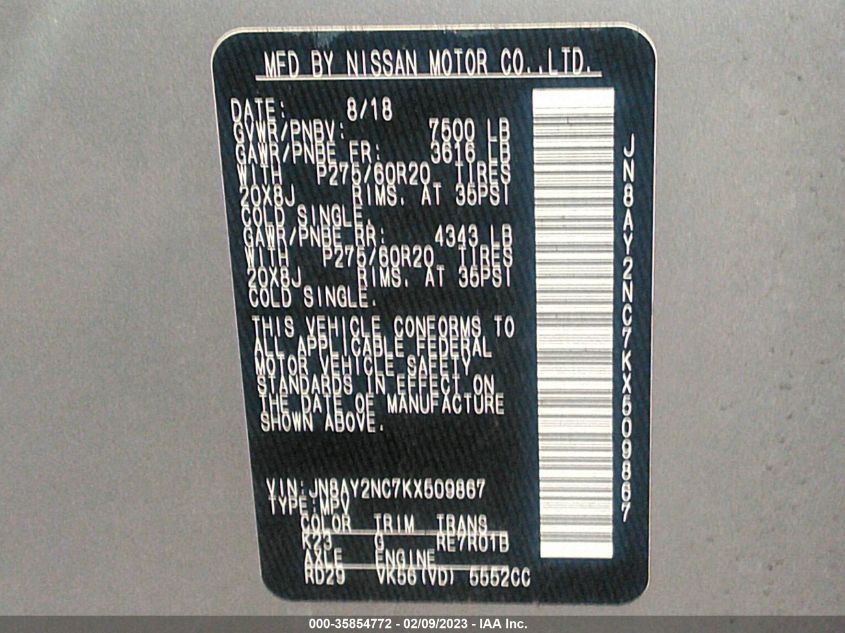 MFD BY NISSAN MOTOR CO.,LTD.
DATE: 8/18
GVWR/PNBV: 7500 LB
GAWR/PNBE FR: 3616 LB
WITH P275/60R20 TIRES
20X8J RIMS. AT 35PSI
COLD SINGLE.
GAWR/PNBE RR: 4343 LB
WITH P275/60R20 TIRES
20X8J RIMS. AT 35PSI
COLD SINGLE.
THIS VEHICLE CONFORMS TO
ALL APPLICABLE FEDERAL
MOTOR VEHICLE SAFETY
STANDARDS IN EFFECT ON
THE DATE OF MANUFACTURE
SHOWN ABOVE.
VIN:JN8AY2NC7KX509867
TYPE:MPV
COLOR TRIM TRANS
K23 G RE7R01B
AXLE ENGINE
RD29 VK56(VD) 5552CC
JN8AY2NC7KX509867
000-35854772 - 02/09/2023 - IAA Inc.